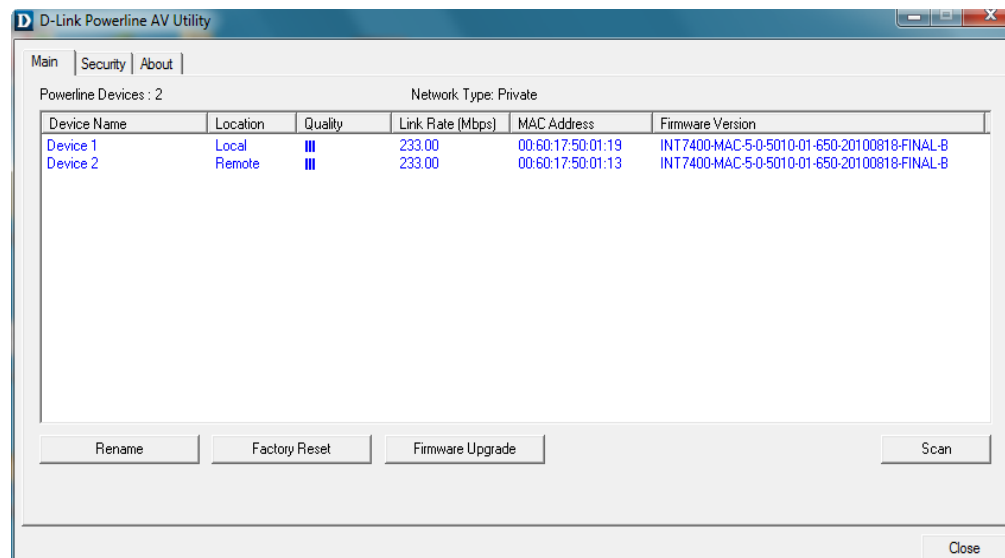 D-Link Powerline AV Utility
Main Security About
Powerline Devices : 2 Network Type: Private
Device Name Location Quality Link Rate (Mbps) MAC Address Firmware Version
Device 1 Local 233.00 00:60:17:50:01:19 INT7400-MAC-5-0-5010-01-650-20100818-FINAL-B
Device 2 Remote 233.00 00:60:17:50:01:13 INT7400-MAC-5-0-5010-01-650-20100818-FINAL-B
Rename Factory Reset Firmware Upgrade Scan
Close